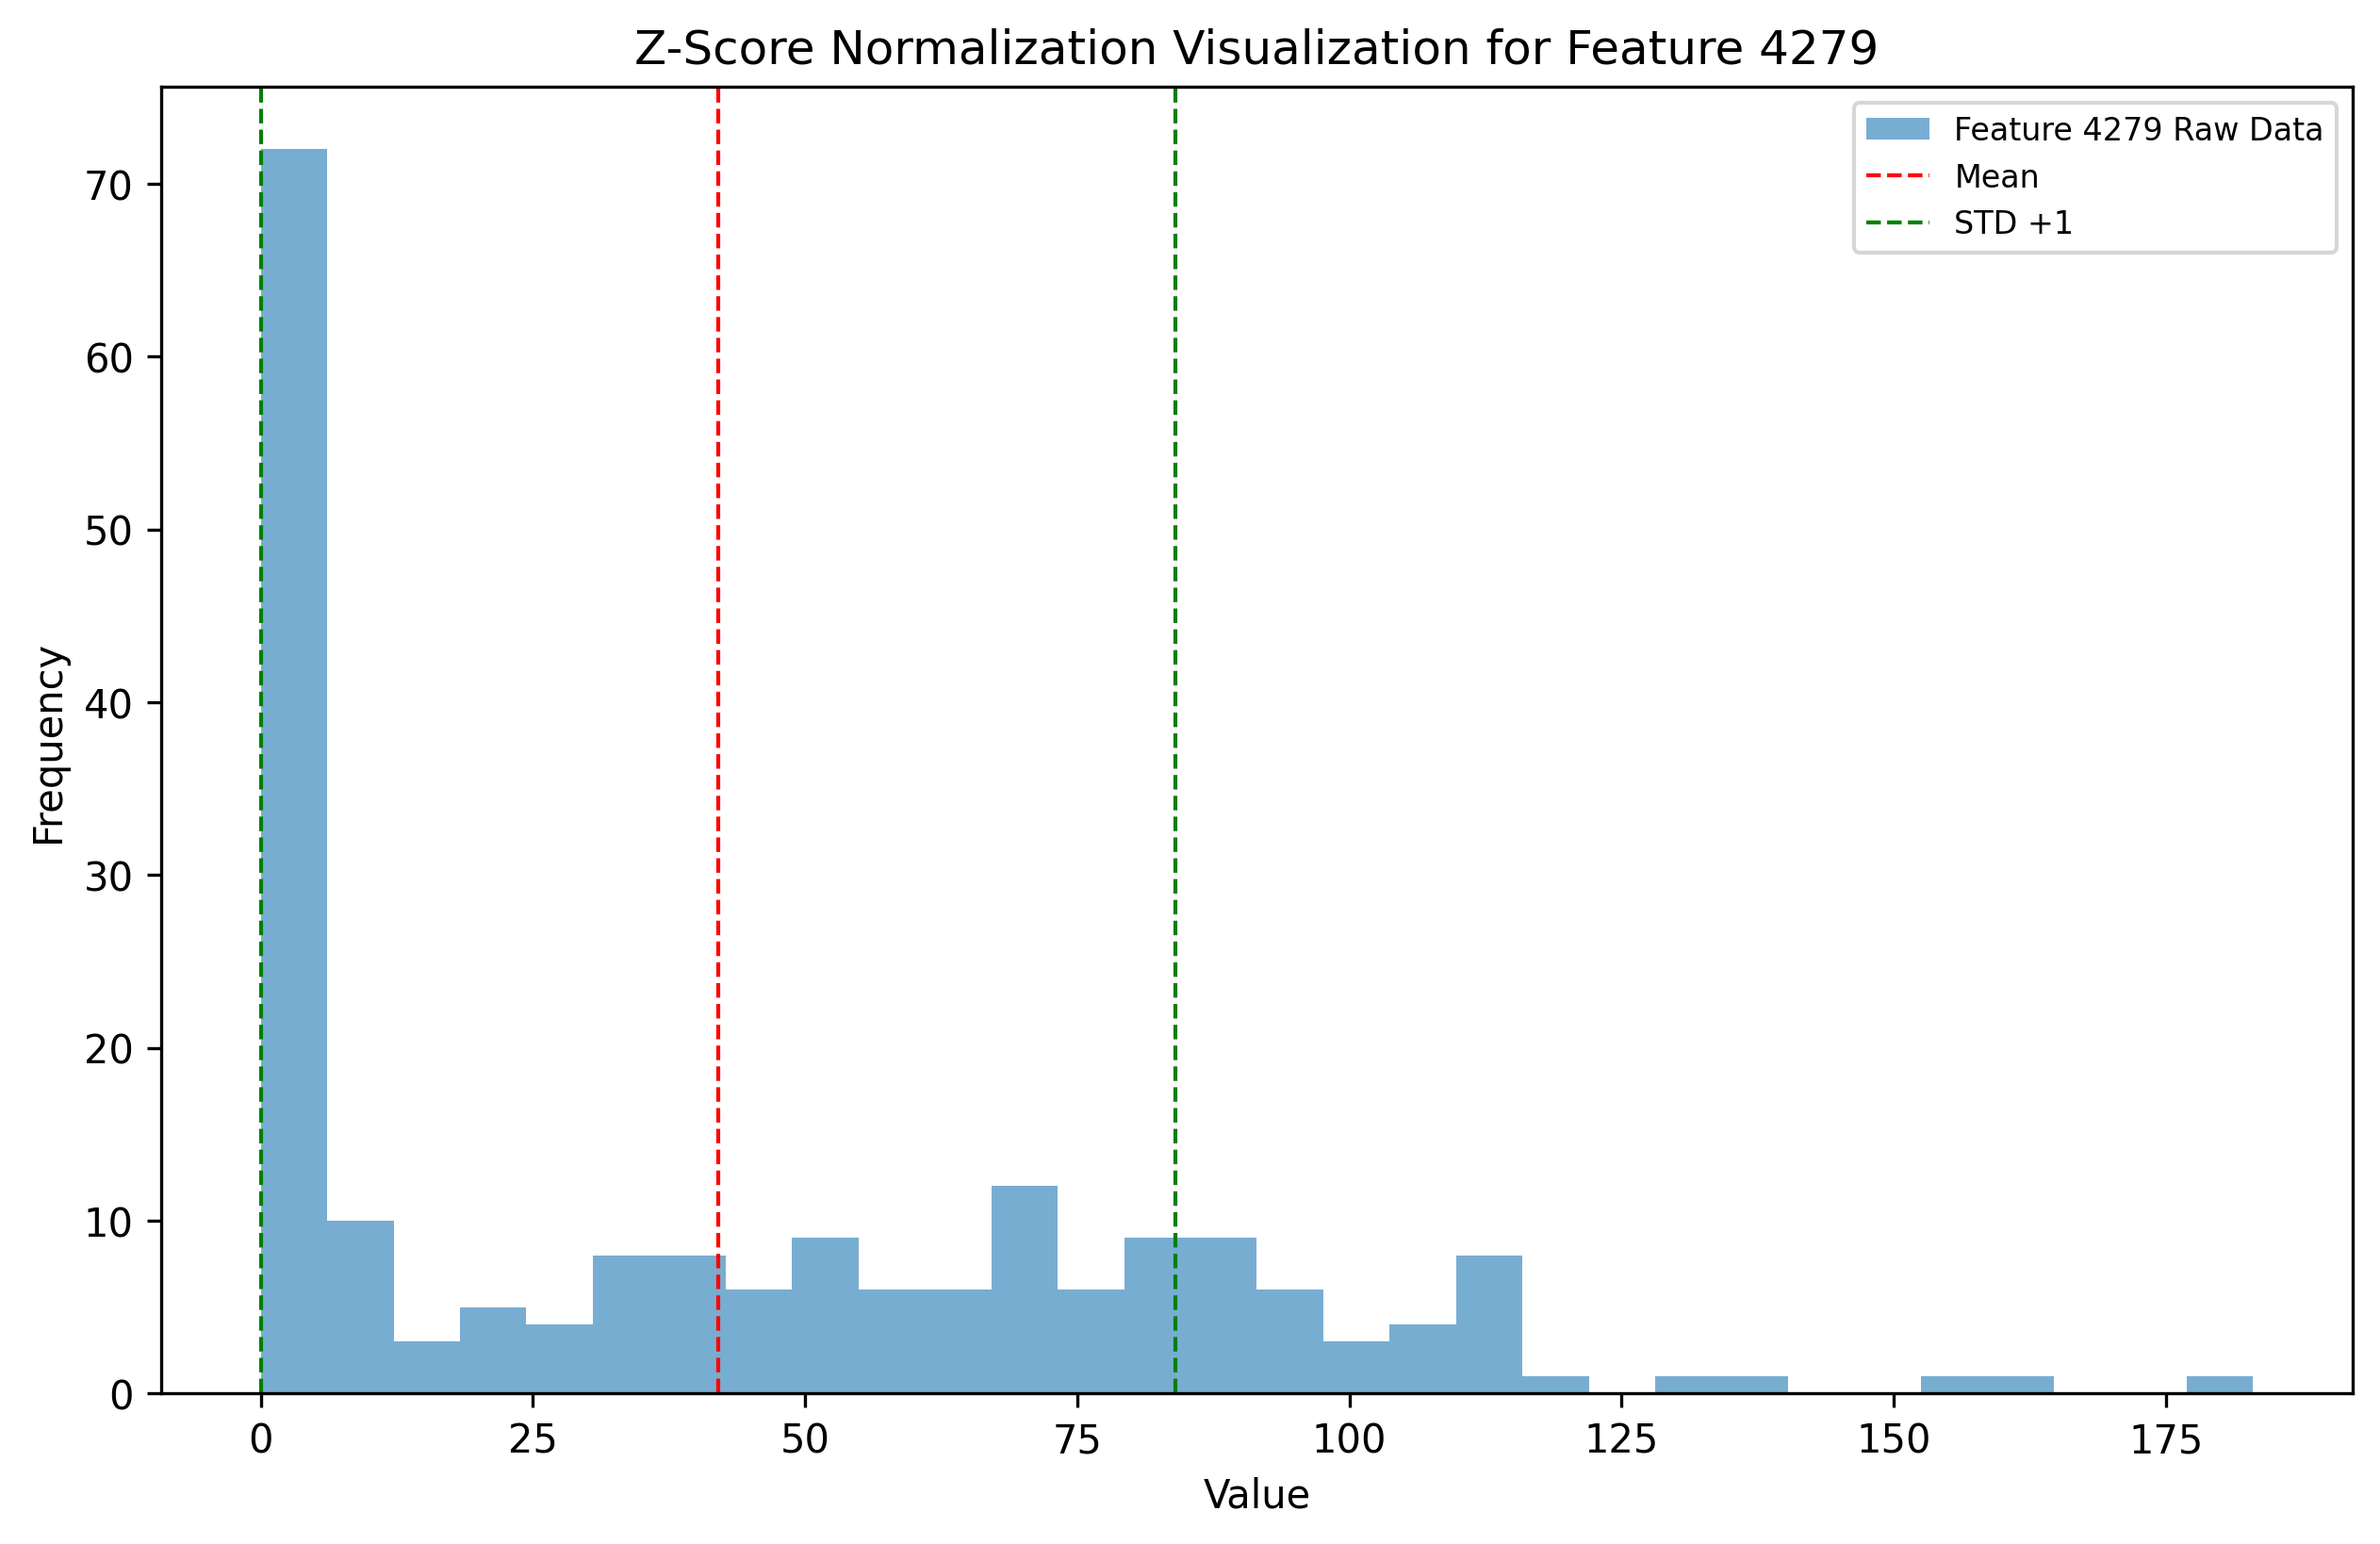 Z-Score Normalization Visualization for Feature 4279
Feature 4279 Raw Data
Mean
STD +1
70
60
50
40
30
20
10
0
Frequency
0 25 50 75 100 125 150 175
Value